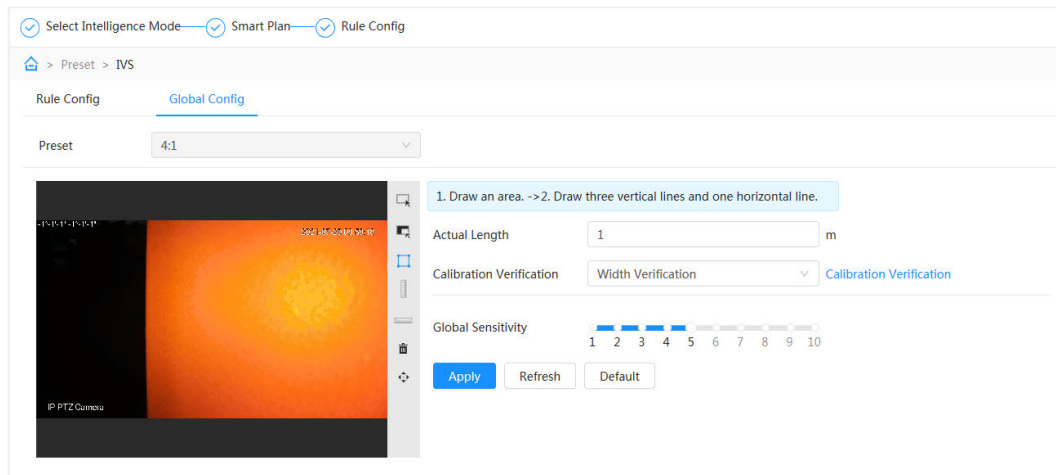 Select Intelligence Mode Smart Plan Rule Config
> Preset > IVS
Rule Config Global Config
Preset 4:1
1. Draw an area. ->2. Draw three vertical lines and one horizontal line.
Actual Length 1 m
Calibration Verification Width Verification Calibration Verification
Global Sensitivity
1 2 3 4 5 6 7 8 9 10
Apply Refresh Default
IP PTZ Camera